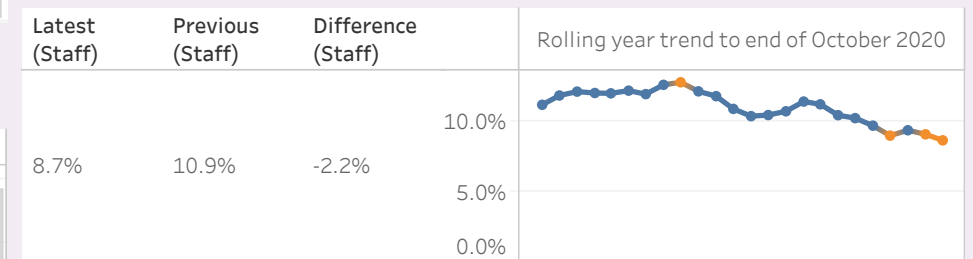 Latest (Staff)
Previous (Staff)
Difference (Staff)
Rolling year trend to end of October 2020
8.7%
10.9%
-2.2%
10.0%
5.0%
0.0%